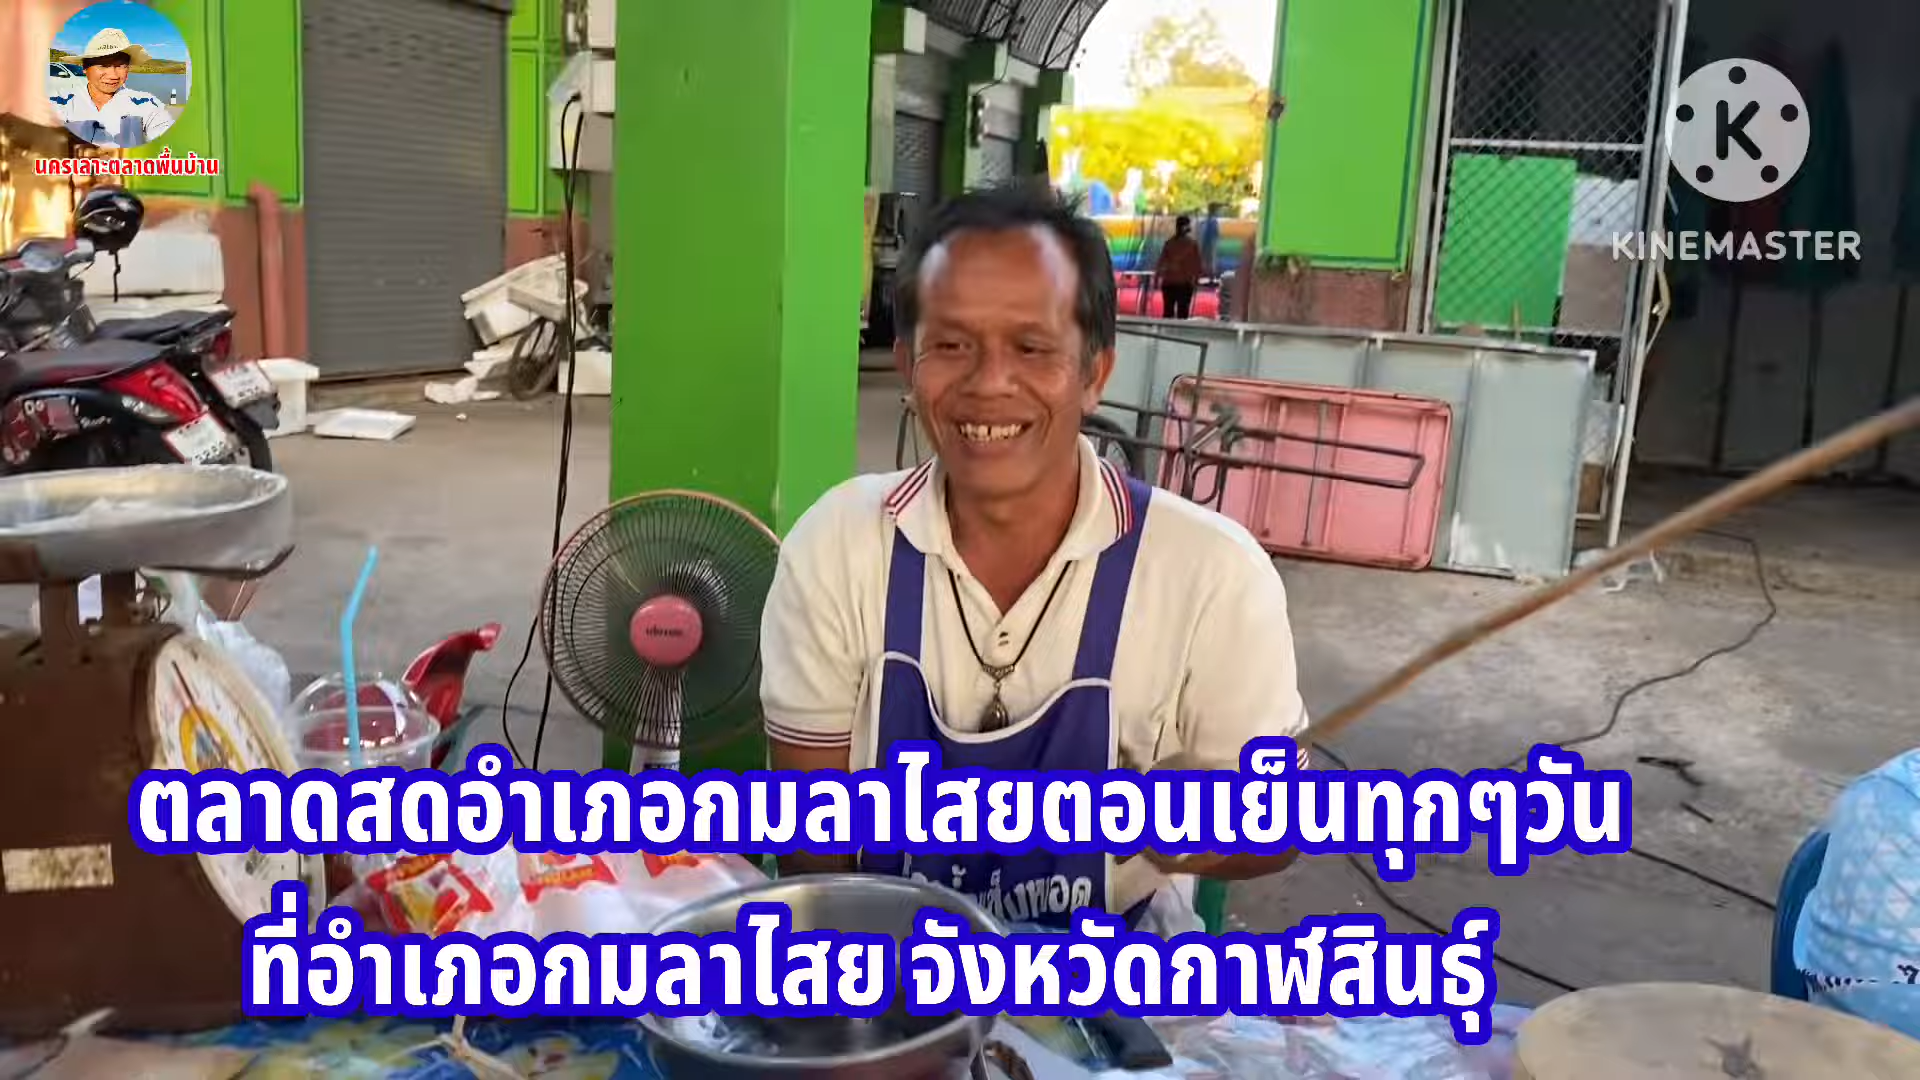 นครเลาะตลาดพื้นบ้าน
K
KINEMASTER
ตลาดสดอำเภอกมลาไสยตอนเย็นทุกๆวัน
ที่อำเภอกมลาไสย จังหวัดกาฬสินธุ์